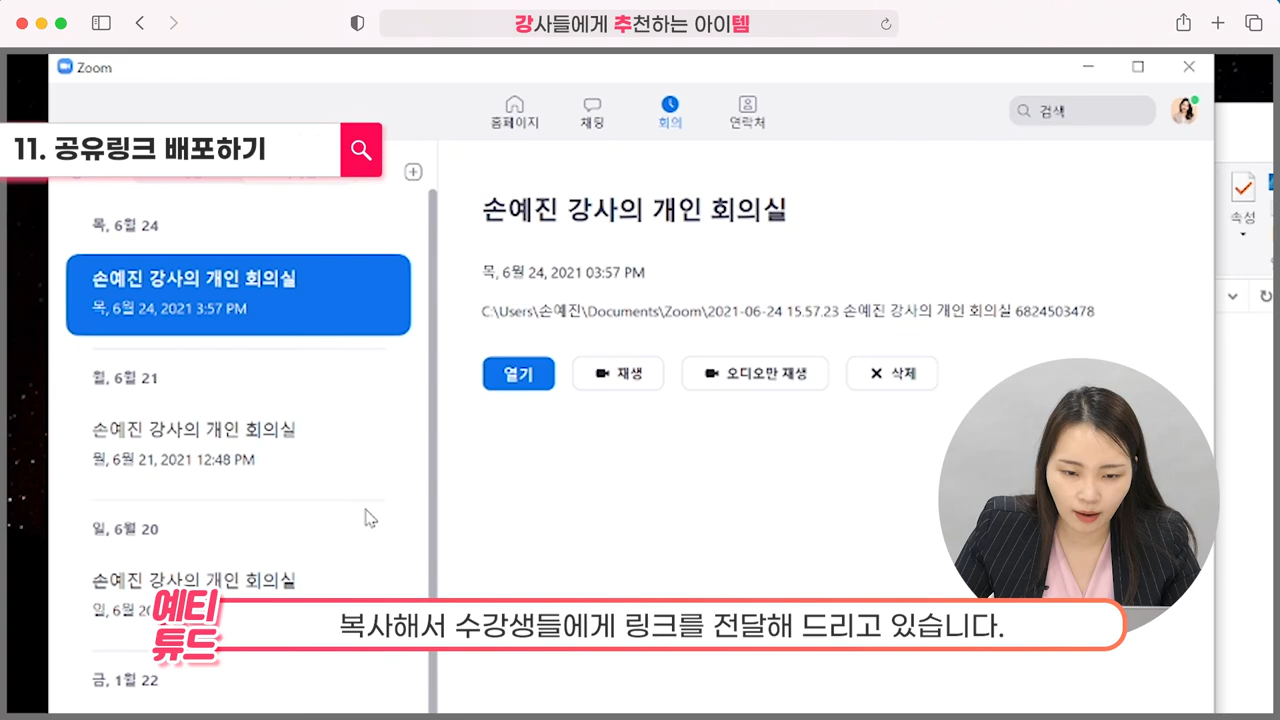 강사들에게 추천하는 아이템
Zoom
홈페이지 채팅 회의 연락처
검색
11. 공유링크 배포하기
목, 6월 24
손예진 강사의 개인 회의실
목, 6월 24, 2021 3:57 PM
월, 6월 21
손예진 강사의 개인 회의실
월, 6월 21, 2021 12:48 PM
일, 6월 20
손예진 강사의 개인 회의실
일, 6월
금, 1월 22
손예진 강사의 개인 회의실
목, 6월 24, 2021 03:57 PM
C:\Users\손예진\Documents\Zoom\2021-06-24 15.57.23 손예진 강사의 개인 회의실 6824503478
열기 재생 오디오만 재생 삭제
속성
예티튜드
복사해서 수강생들에게 링크를 전달해 드리고 있습니다.